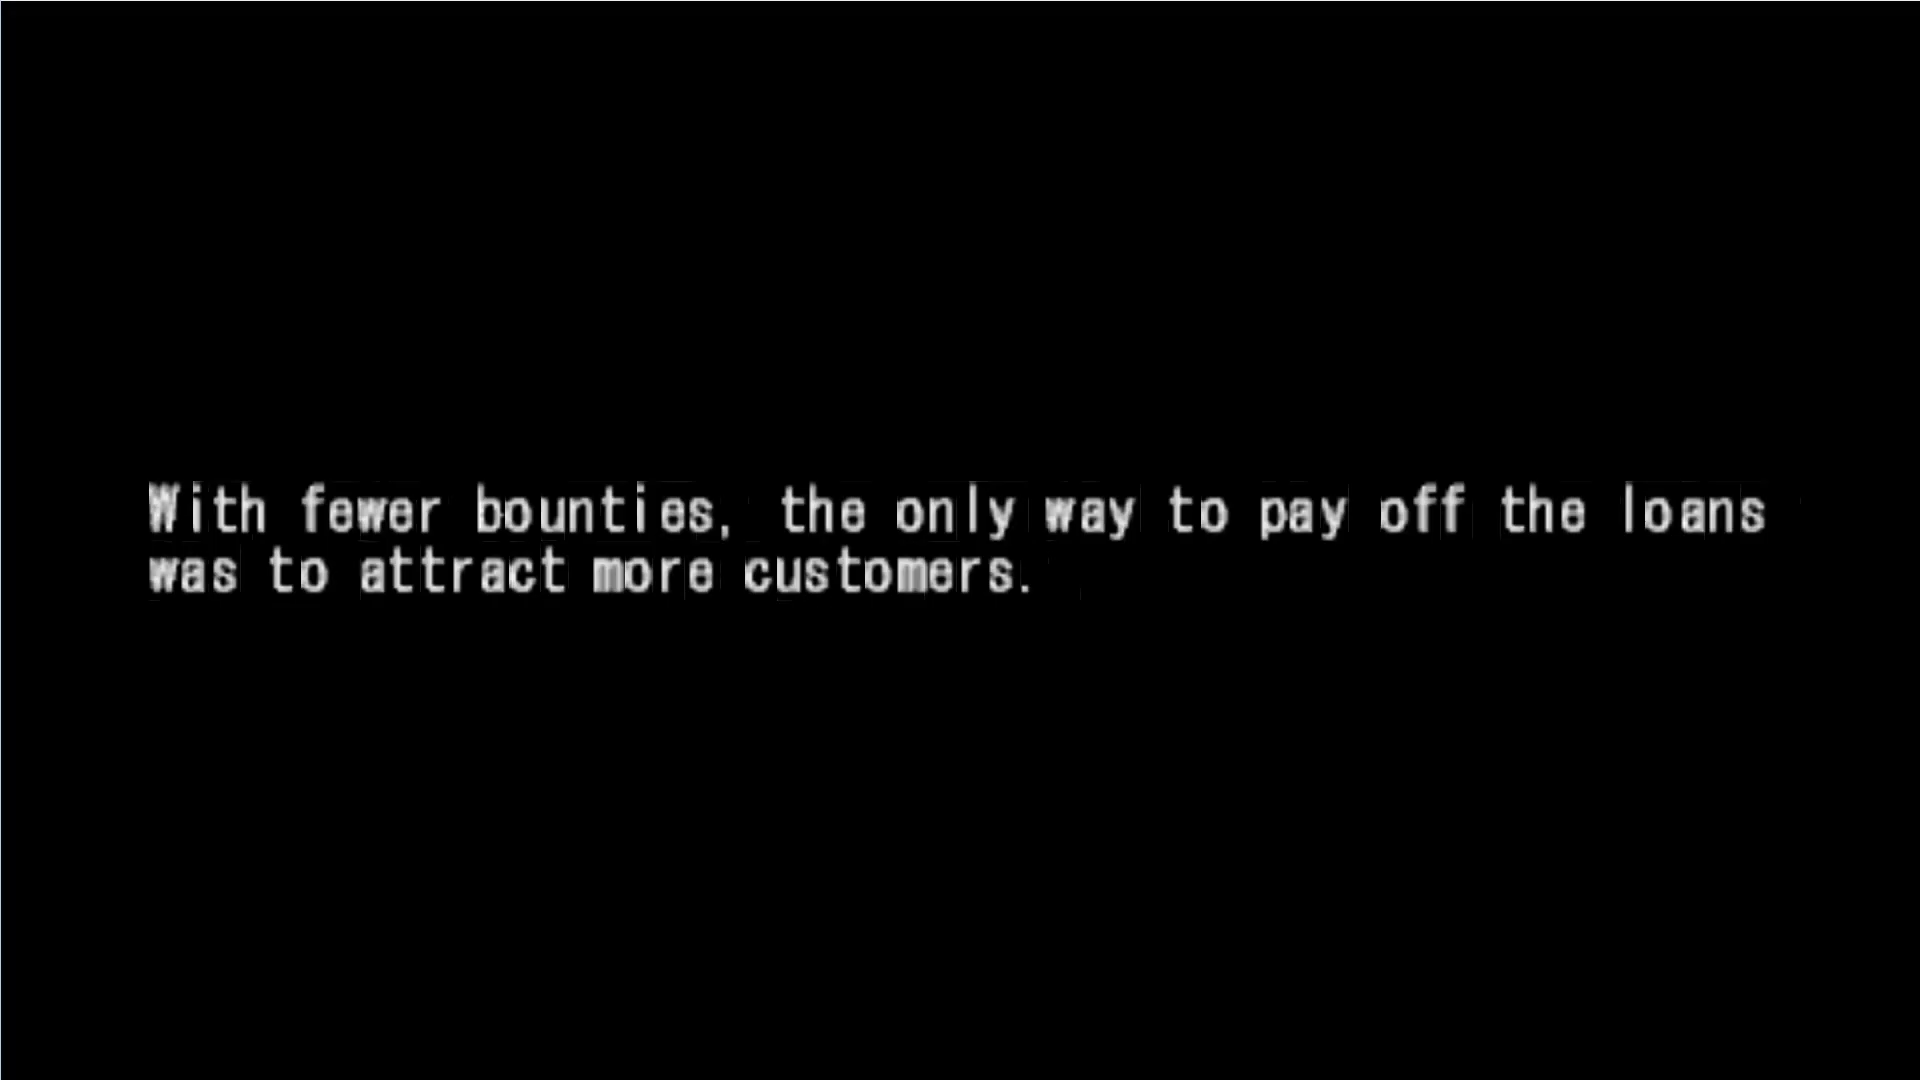 With fewer bounties, the only way to pay off the loans
was to attract more customers.